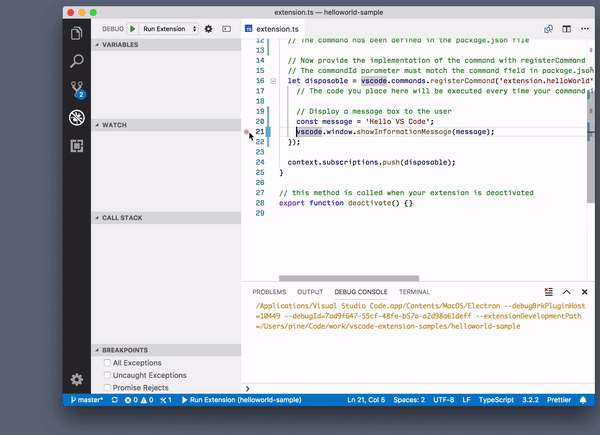 extension.ts — helloworld-sample
DEBUG Run Extension
TS extension.ts
VARIABLES
WATCH
CALL STACK
BREAKPOINTS
All Exceptions
Uncaught Exceptions
Promise Rejects
2
12 // The command has been defined in the package.json file
13
14 // Now provide the implementation of the command with registerCommand
15 // The commandId parameter must match the command field in package.json
16 let disposable = vscode.commands.registerCommand('extension.helloWorld'
17 // The code you place here will be executed every time your command i
18
19 // Display a message box to the user
20 const message = 'Hello VS Code';
21 vscode.window.showInformationMessage(message);
22 });
23
24 context.subscriptions.push(disposable);
25 }
26
27 // this method is called when your extension is deactivated
28 export function deactivate() {}
29
PROBLEMS OUTPUT DEBUG CONSOLE TERMINAL
/Applications/Visual Studio Code.app/Contents/MacOS/Electron --debugBrkPluginHost
=10449 --debugId=7ad9f647-55cf-48fe-b57a-a2d98a61deff --extensionDevelopmentPath
=/Users/pine/Code/work/vscode-extension-samples/helloworld-sample
master* 0 0 1 Run Extension (helloworld-sample) Ln 21, Col 5 Spaces: 2 UTF-8 LF TypeScript 3.2.2 Prettier